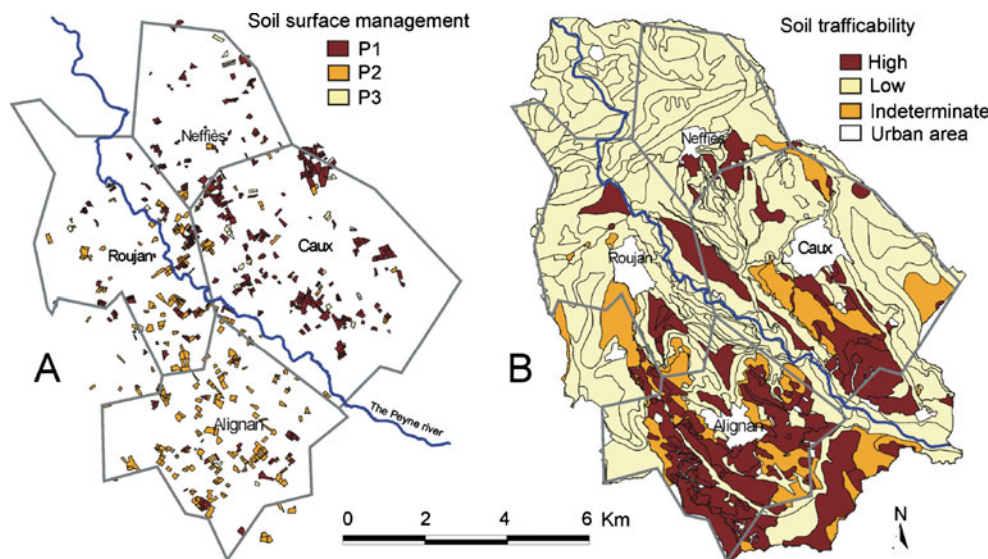 Soil surface management
P1
P2
P3
Neffiès
Roujan
Caux
A
Alignan
The Peyne river
Soil trafficability
High
Low
Indeterminate
Urban area
Neffiès
Roujan
Caux
B
Alignan
0 2 4 6 Km
N